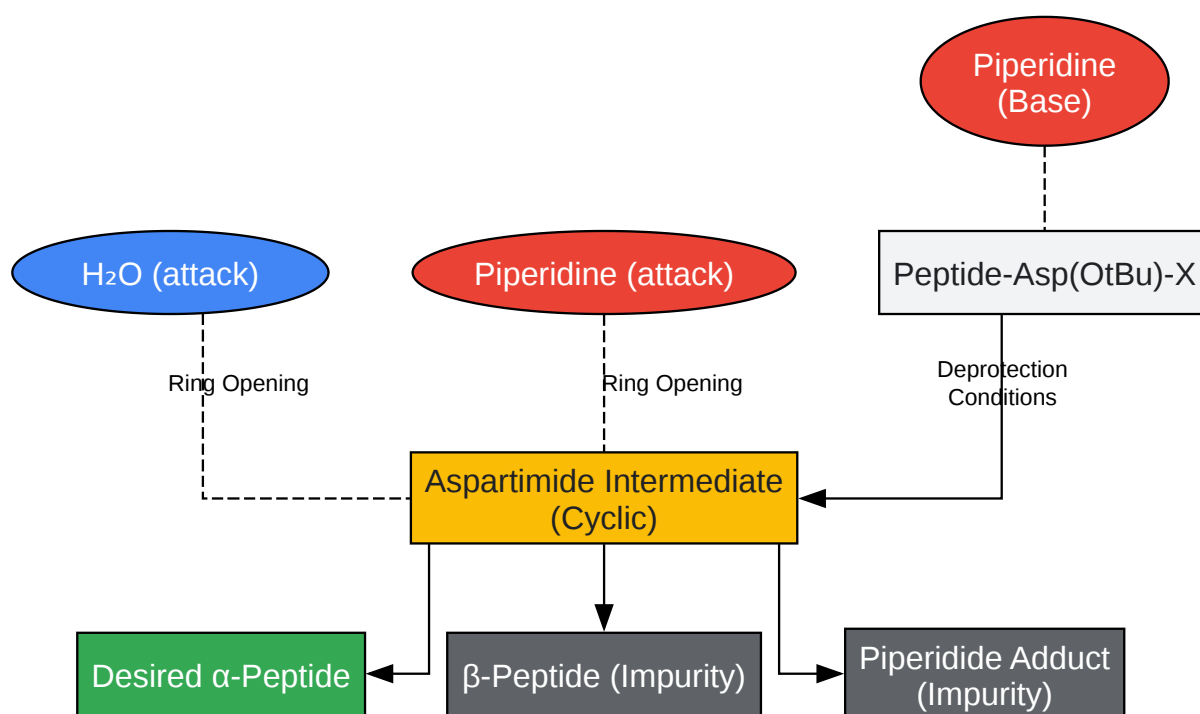 Piperidine
(Base)
H₂O (attack)
Piperidine (attack)
Peptide-Asp(OtBu)-X
Ring Opening
Ring Opening
Deprotection
Conditions
Aspartimide Intermediate
(Cyclic)
Desired α-Peptide
β-Peptide (Impurity)
Piperidide Adduct
(Impurity)